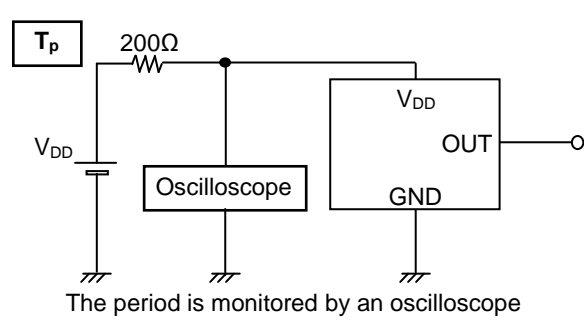 Tp
200Ω
VDD
VDD
OUT
Oscilloscope
GND
The period is monitored by an oscilloscope